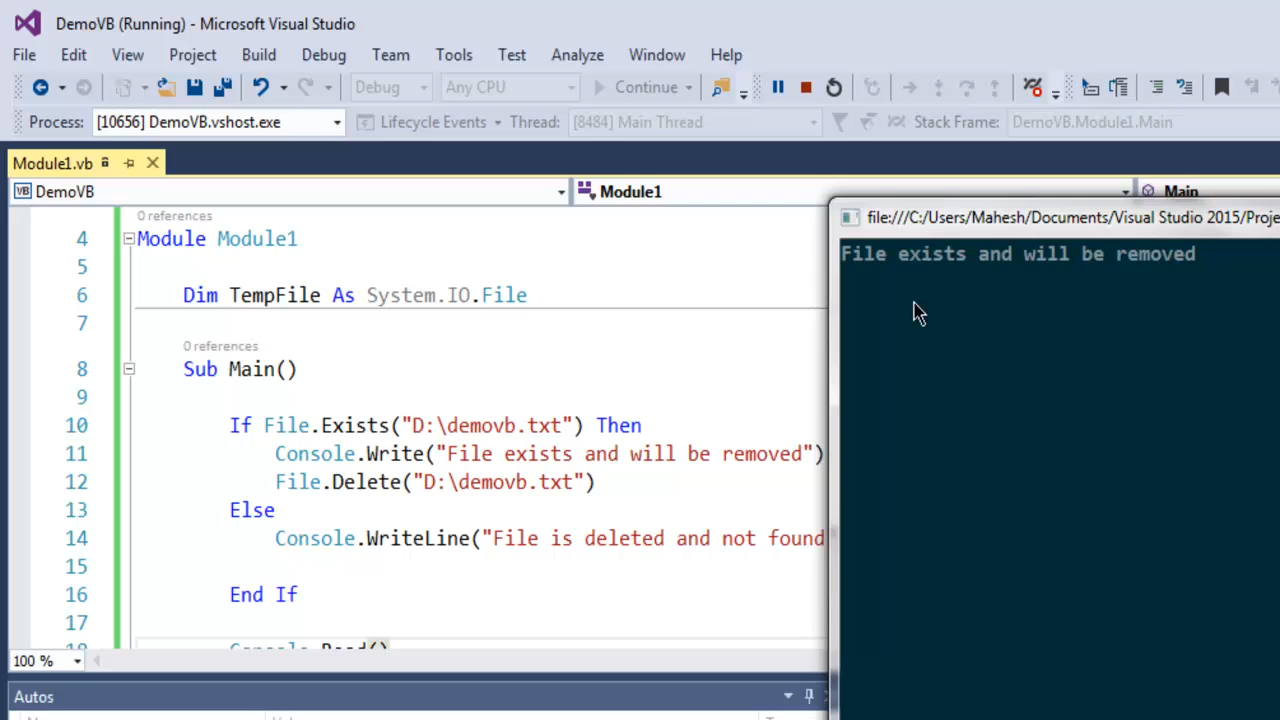 DemoVB (Running) - Microsoft Visual Studio
File Edit View Project Build Debug Team Tools Test Analyze Window Help
Debug Any CPU Continue
Process: [10656] DemoVB.vshost.exe Lifecycle Events Thread: [8484] Main Thread Stack Frame: DemoVB.Module1.Main
Module1.vb
VB DemoVB Module1 Main
file:///C:/Users/Mahesh/Documents/Visual Studio 2015/Proje
File exists and will be removed
0 references
4 Module Module1
5
6 Dim TempFile As System.IO.File
7
0 references
8 Sub Main()
9
10 If File.Exists("D:\demovb.txt") Then
11 Console.Write("File exists and will be removed")
12 File.Delete("D:\demovb.txt")
13 Else
14 Console.WriteLine("File is deleted and not found
15
16 End If
17
18 Console.Read()
100 %
Autos